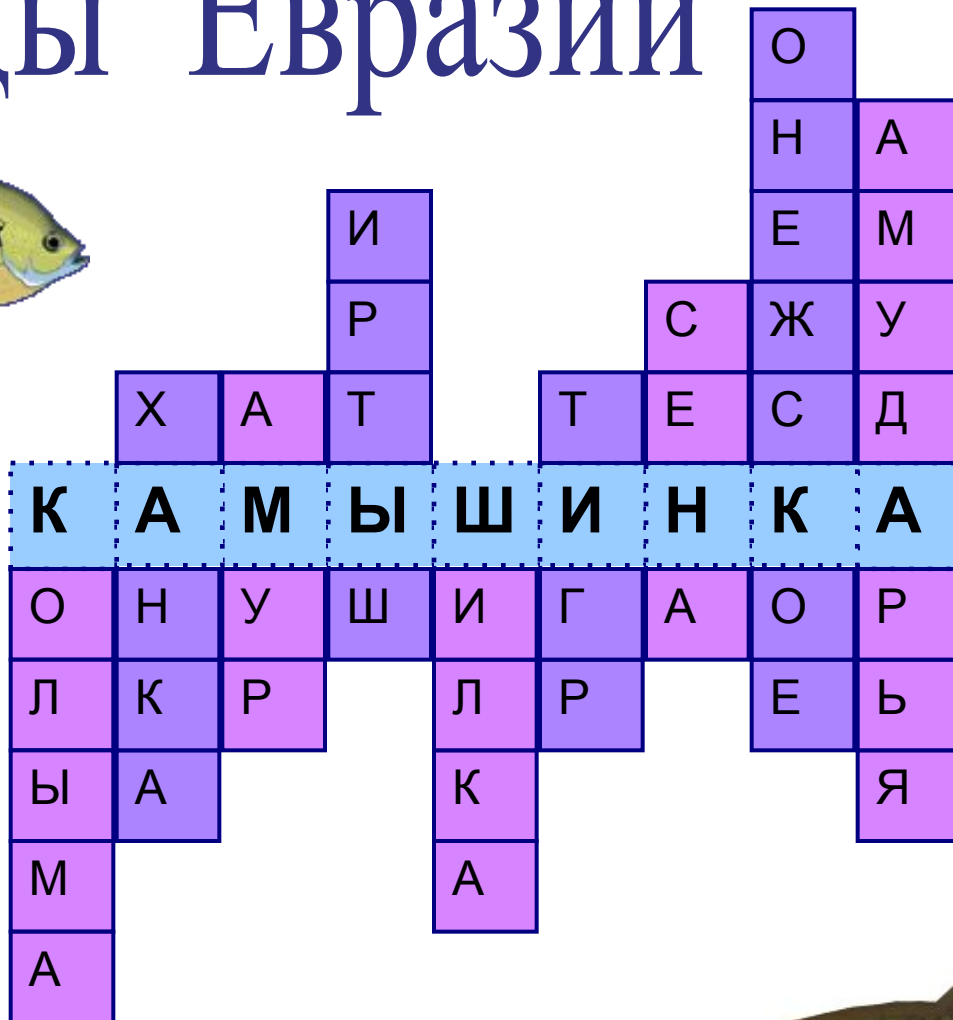 ды Евразии
О
Н А
И Е М
Р С Ж У
Х А Т Т Е С Д
К А М Ы Ш И Н К А
О Н У Ш И Г А О Р
Л К Р Л Р Е Ь
Ы А К Я
М А
А